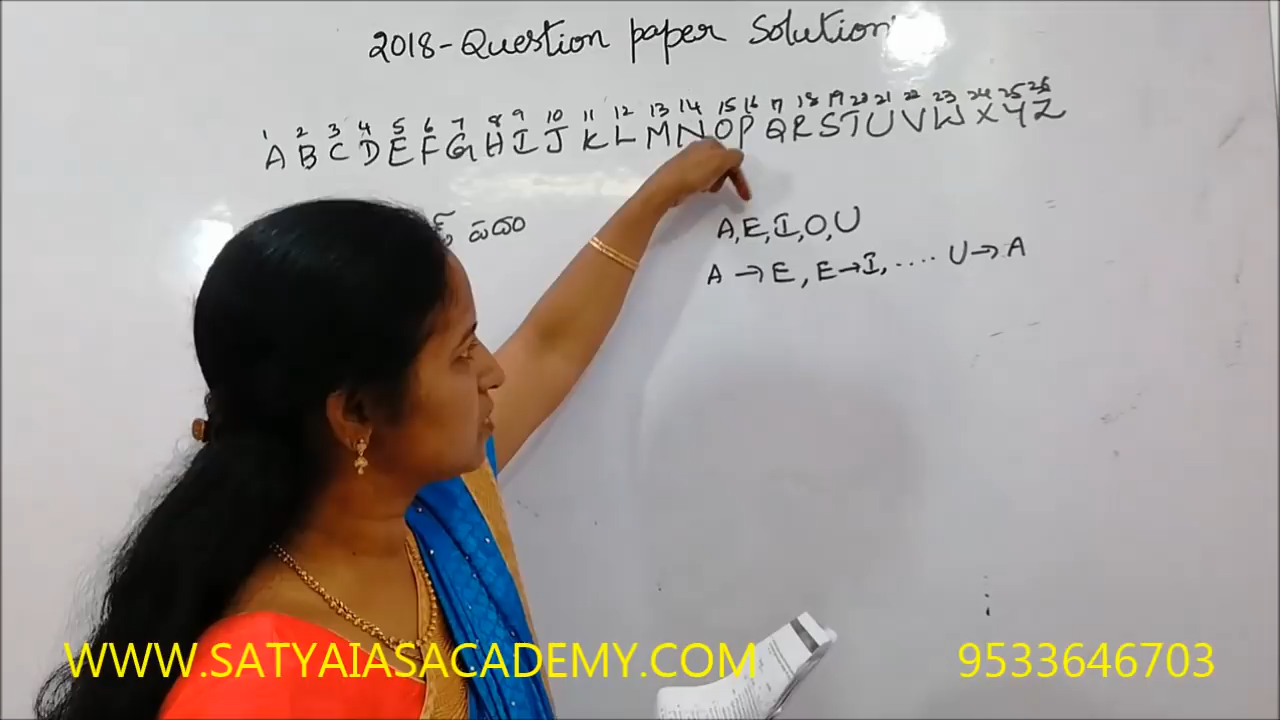 2018-Question paper Solution
1 2 3 4 5 6 7 8 9 10 11 12 13 14 15 16 17 18 19 20 21 22 23 24 25 26
A B C D E F G H I J K L M N O P Q R S T U V W X Y Z
పదం
A, E, I, O, U
A → E, E → I, .... U → A
WWW.SATYAIASACADEMY.COM 9533646703